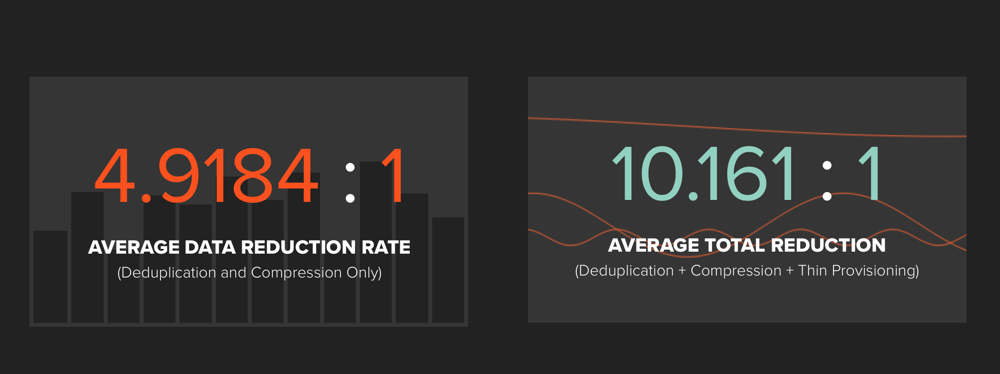 4.9184 : 1
AVERAGE DATA REDUCTION RATE
(Deduplication and Compression Only)
10.161 : 1
AVERAGE TOTAL REDUCTION
(Deduplication + Compression + Thin Provisioning)